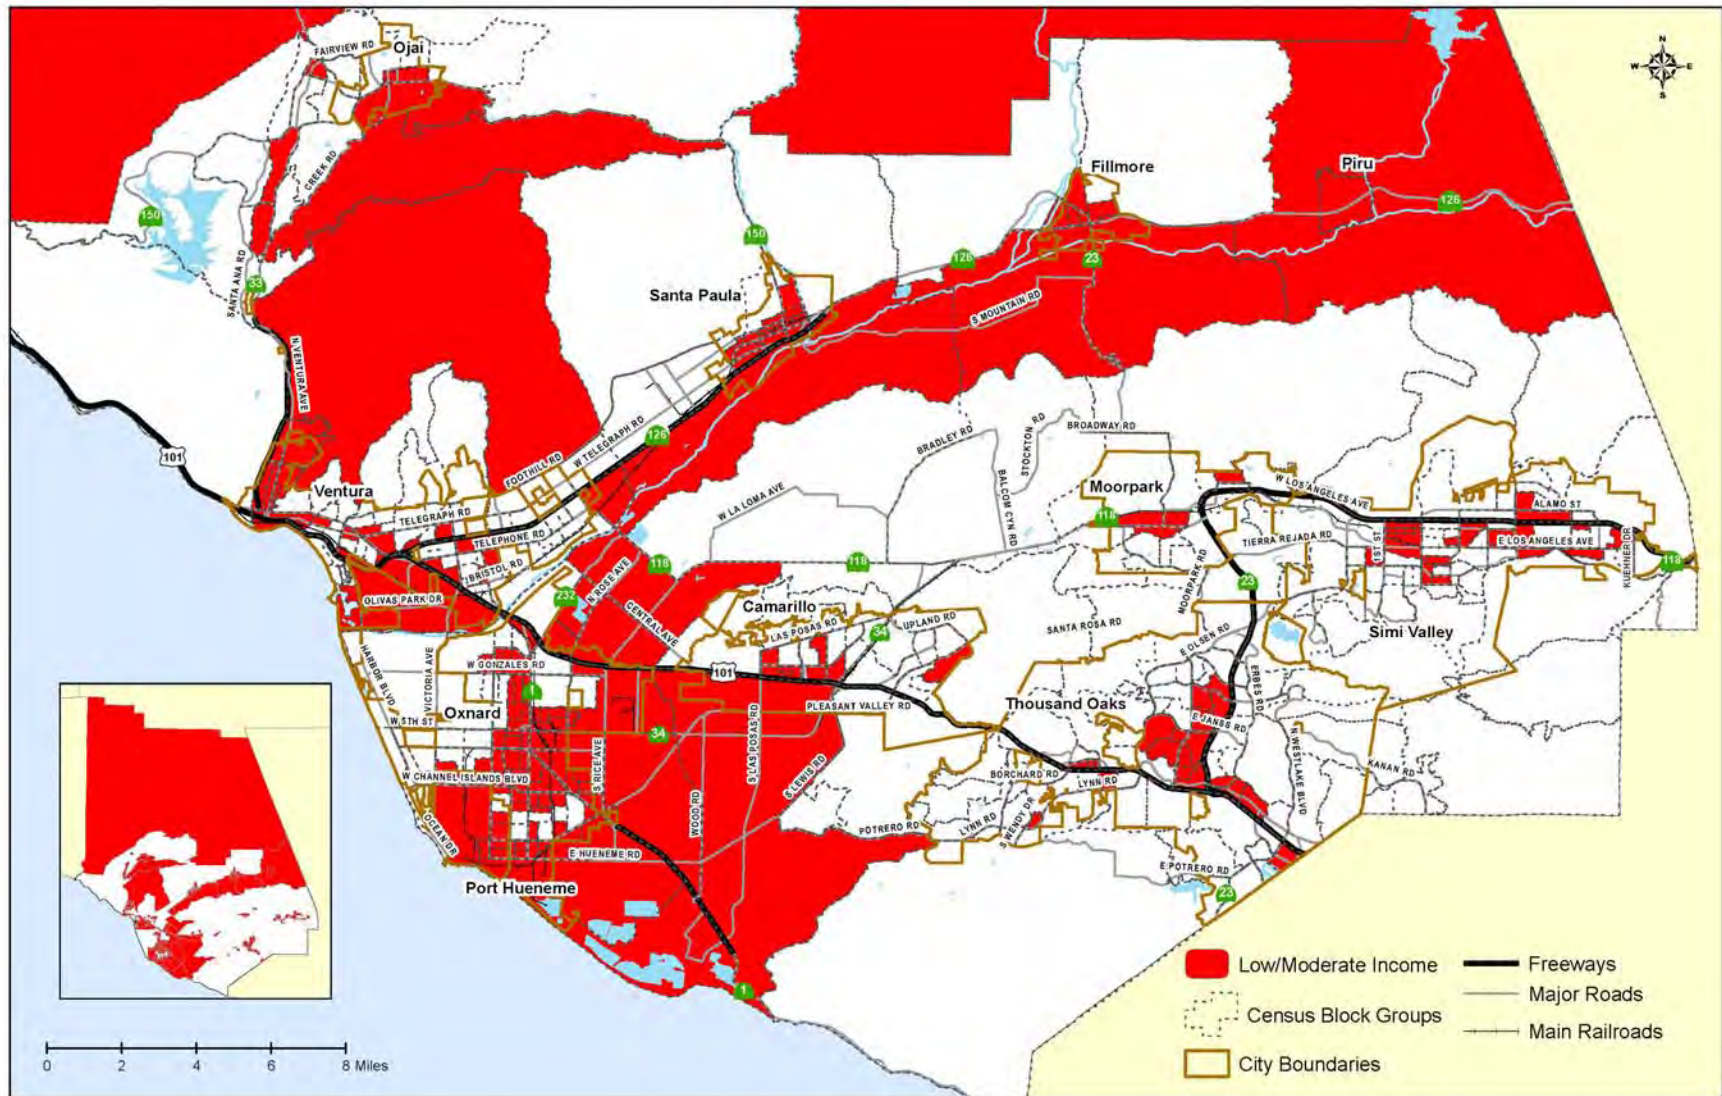 FAIRVIEW RD
Ojai
N
W E
S
CREEK RD
150
SANTA ANA RD
33
N VENTURA AVE
Fillmore
Piru
126
150
126
23
Santa Paula
S MOUNTAIN RD
101
126
W TELEGRAPH RD
FOOTHILL RD
Ventura
TELEGRAPH RD
TELEPHONE RD
BRISTOL RD
OLIVAS PARK DR
W LA LOMA AVE
BRADLEY RD
STOCKTON RD
BROADWAY RD
BALCOM CYN RD
Moorpark
118
W LOS ANGELES AVE
ALAMO ST
E LOS ANGELES AVE
1ST ST
TIERRA REJADA RD
KUEHNER DR
118
MOORPARK RD
23
118
118
232
N ROSE AVE
CENTRAL AVE
Camarillo
LAS POSAS RD
34
UPLAND RD
SANTA ROSA RD
E OLSEN RD
Simi Valley
HARBOR BLVD
VICTORIA AVE
W GONZALES RD
1
101
W 5TH ST
Oxnard
34
PLEASANT VALLEY RD
Thousand Oaks
ERBES RD
E JANSS RD
N WESTLAKE BLVD
KANAN RD
S RICE AVE
S LAS POSAS RD
S LEWIS RD
WOOD RD
W CHANNEL ISLANDS BLVD
BORCHARD RD
LYNN RD
OCEAN DR
POTRERO RD
LYNN RD
S WENDY DR
E HUENEME RD
E POTRERO RD
Port Hueneme
23
1
Low/Moderate Income
Freeways
Major Roads
Census Block Groups
Main Railroads
City Boundaries
0 2 4 6 8 Miles